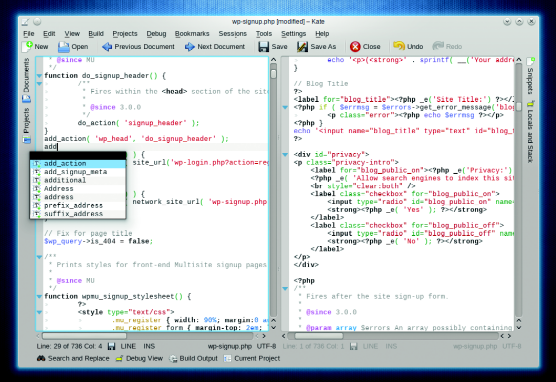 wp-signup.php [modified] – Kate
File Edit View Build Projects Debug Bookmarks Sessions Tools Settings Help
New Open Previous Document Next Document Save Save As Close Undo Redo
Documents
Projects
* @since MU
*/
function do_signup_header() {
/**
* Fires within the <head> section of the
*
* @since 3.0.0
*/
do_action( 'signup_header' );
}
add_action( 'wp_head', 'do_signup_header' );
add
) {
site_url('wp-login.php?action=
) {
network_site_url( 'wp-signup.php
add_action
add_signup_meta
additional
Address
address
prefix_address
suffix_address
}
// Fix for page title
$wp_query->is_404 = false;
/**
* Prints styles for front-end Multisite signup pages
*
* @since MU
*/
function wpmu_signup_stylesheet() {
?>
<style type="text/css">
.mu_register { width: 90%; margin:0
.mu_register form { margin-top: 2em;
echo '<p><strong>' . sprintf( __('Your
}
// Blog Title
?>
<label for="blog_title"><?php _e('Site Title:') ?></
<?php if ( $errmsg = $errors->get_error_message('blog
<p class="error"><?php echo $errmsg ?></p>
<?php }
echo '<input name="blog_title" type="text" id="blog_
?>
<div id="privacy">
<p class="privacy-intro">
<label for="blog_public_on"><?php _e('Privacy:')
<?php _e( 'Allow search engines to index this
<br style="clear:both" />
<label class="checkbox" for="blog_public_on">
<input type="radio" id="blog_public_on" name=
<strong><?php _e( 'Yes' ); ?></strong>
</label>
<label class="checkbox" for="blog_public_off">
<input type="radio" id="blog_public_off"
<strong><?php _e( 'No' ); ?></strong>
</label>
</p>
</div>
<?php
/**
* Fires after the site sign-up form.
*
* @since 3.0.0
*
* @param array $errors An array possibly containing
Snippets
Locals and Stack
Line: 29 of 736 Col: 4 LINE INS wp-signup.php UTF-8
Line: 1 of 736 Col: 1 LINE INS wp-signup.php UTF-8
Search and Replace Debug View Build Output Current Project